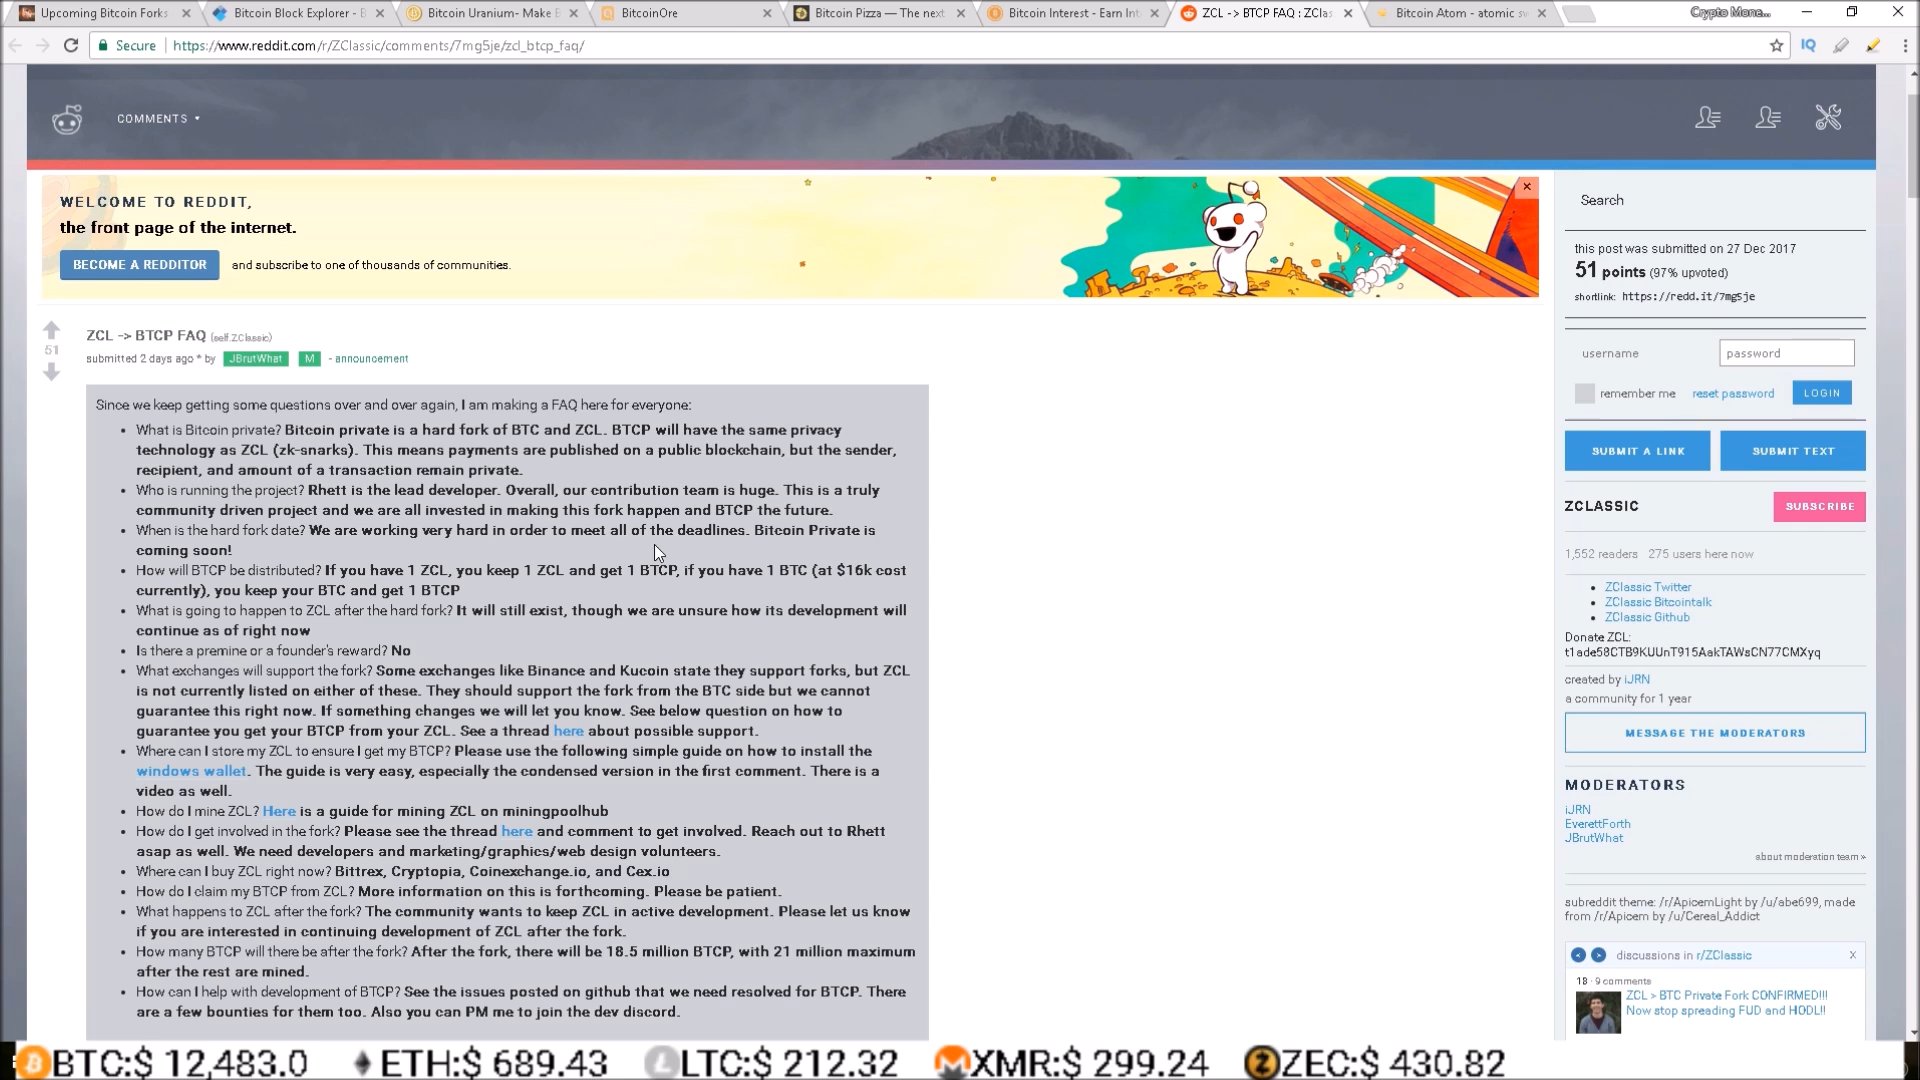 Upcoming Bitcoin Forks
Bitcoin Block Explorer - B
Bitcoin Uranium- Make B
BitcoinOre
Bitcoin Pizza — The next
Bitcoin Interest - Earn Int
ZCL -> BTCP FAQ : ZClas
Bitcoin Atom - atomic sw
Crypto Mone...
Secure
https://www.reddit.com/r/ZClassic/comments/7mg5je/zcl_btcp_faq/
IQ
COMMENTS
WELCOME TO REDDIT,
the front page of the internet.
BECOME A REDDITOR
and subscribe to one of thousands of communities.
51
ZCL -> BTCP FAQ (self.ZClassic)
submitted 2 days ago * by JBrutWhat M - announcement
Since we keep getting some questions over and over again, I am making a FAQ here for everyone:
What is Bitcoin private? Bitcoin private is a hard fork of BTC and ZCL. BTCP will have the same privacy
technology as ZCL (zk-snarks). This means payments are published on a public blockchain, but the sender,
recipient, and amount of a transaction remain private.
Who is running the project? Rhett is the lead developer. Overall, our contribution team is huge. This is a truly
community driven project and we are all invested in making this fork happen and BTCP the future.
When is the hard fork date? We are working very hard in order to meet all of the deadlines. Bitcoin Private is
coming soon!
How will BTCP be distributed? If you have 1 ZCL, you keep 1 ZCL and get 1 BTCP, if you have 1 BTC (at $16k cost
currently), you keep your BTC and get 1 BTCP
What is going to happen to ZCL after the hard fork? It will still exist, though we are unsure how its development will
continue as of right now
Is there a premine or a founder's reward? No
What exchanges will support the fork? Some exchanges like Binance and Kucoin state they support forks, but ZCL
is not currently listed on either of these. They should support the fork from the BTC side but we cannot
guarantee this right now. If something changes we will let you know. See below question on how to
guarantee you get your BTCP from your ZCL. See a thread here about possible support.
Where can I store my ZCL to ensure I get my BTCP? Please use the following simple guide on how to install the
windows wallet. The guide is very easy, especially the condensed version in the first comment. There is a
video as well.
How do I mine ZCL? Here is a guide for mining ZCL on miningpoolhub
How do I get involved in the fork? Please see the thread here and comment to get involved. Reach out to Rhett
asap as well. We need developers and marketing/graphics/web design volunteers.
Where can I buy ZCL right now? Bittrex, Cryptopia, Coinexchange.io, and Cex.io
How do I claim my BTCP from ZCL? More information on this is forthcoming. Please be patient.
What happens to ZCL after the fork? The community wants to keep ZCL in active development. Please let us know
if you are interested in continuing development of ZCL after the fork.
How many BTCP will there be after the fork? After the fork, there will be 18.5 million BTCP, with 21 million maximum
after the rest are mined.
How can I help with development of BTCP? See the issues posted on github that we need resolved for BTCP. There
are a few bounties for them too. Also you can PM me to join the dev discord.
Search
this post was submitted on 27 Dec 2017
51 points (97% upvoted)
shortlink: https://redd.it/7mg5je
username
password
remember me
reset password
LOGIN
SUBMIT A LINK
SUBMIT TEXT
ZCLASSIC
SUBSCRIBE
1,552 readers 275 users here now
ZClassic Twitter
ZClassic Bitcointalk
ZClassic Github
Donate ZCL:
t1ade58CTB9KUUnT915AakTAWsCN77CMXyq
created by iJRN
a community for 1 year
MESSAGE THE MODERATORS
MODERATORS
iJRN
EverettForth
JBrutWhat
about moderation team »
subreddit theme: /r/ApicemLight by /u/abe699, made
from /r/Apicem by /u/Cereal_Addict
discussions in r/ZClassic
X
18 · 9 comments
ZCL > BTC Private Fork CONFIRMED!!!
Now stop spreading FUD and HODL!!
BTC:$ 12,483.0
ETH:$ 689.43
LTC:$ 212.32
XMR:$ 299.24
ZEC:$ 430.82